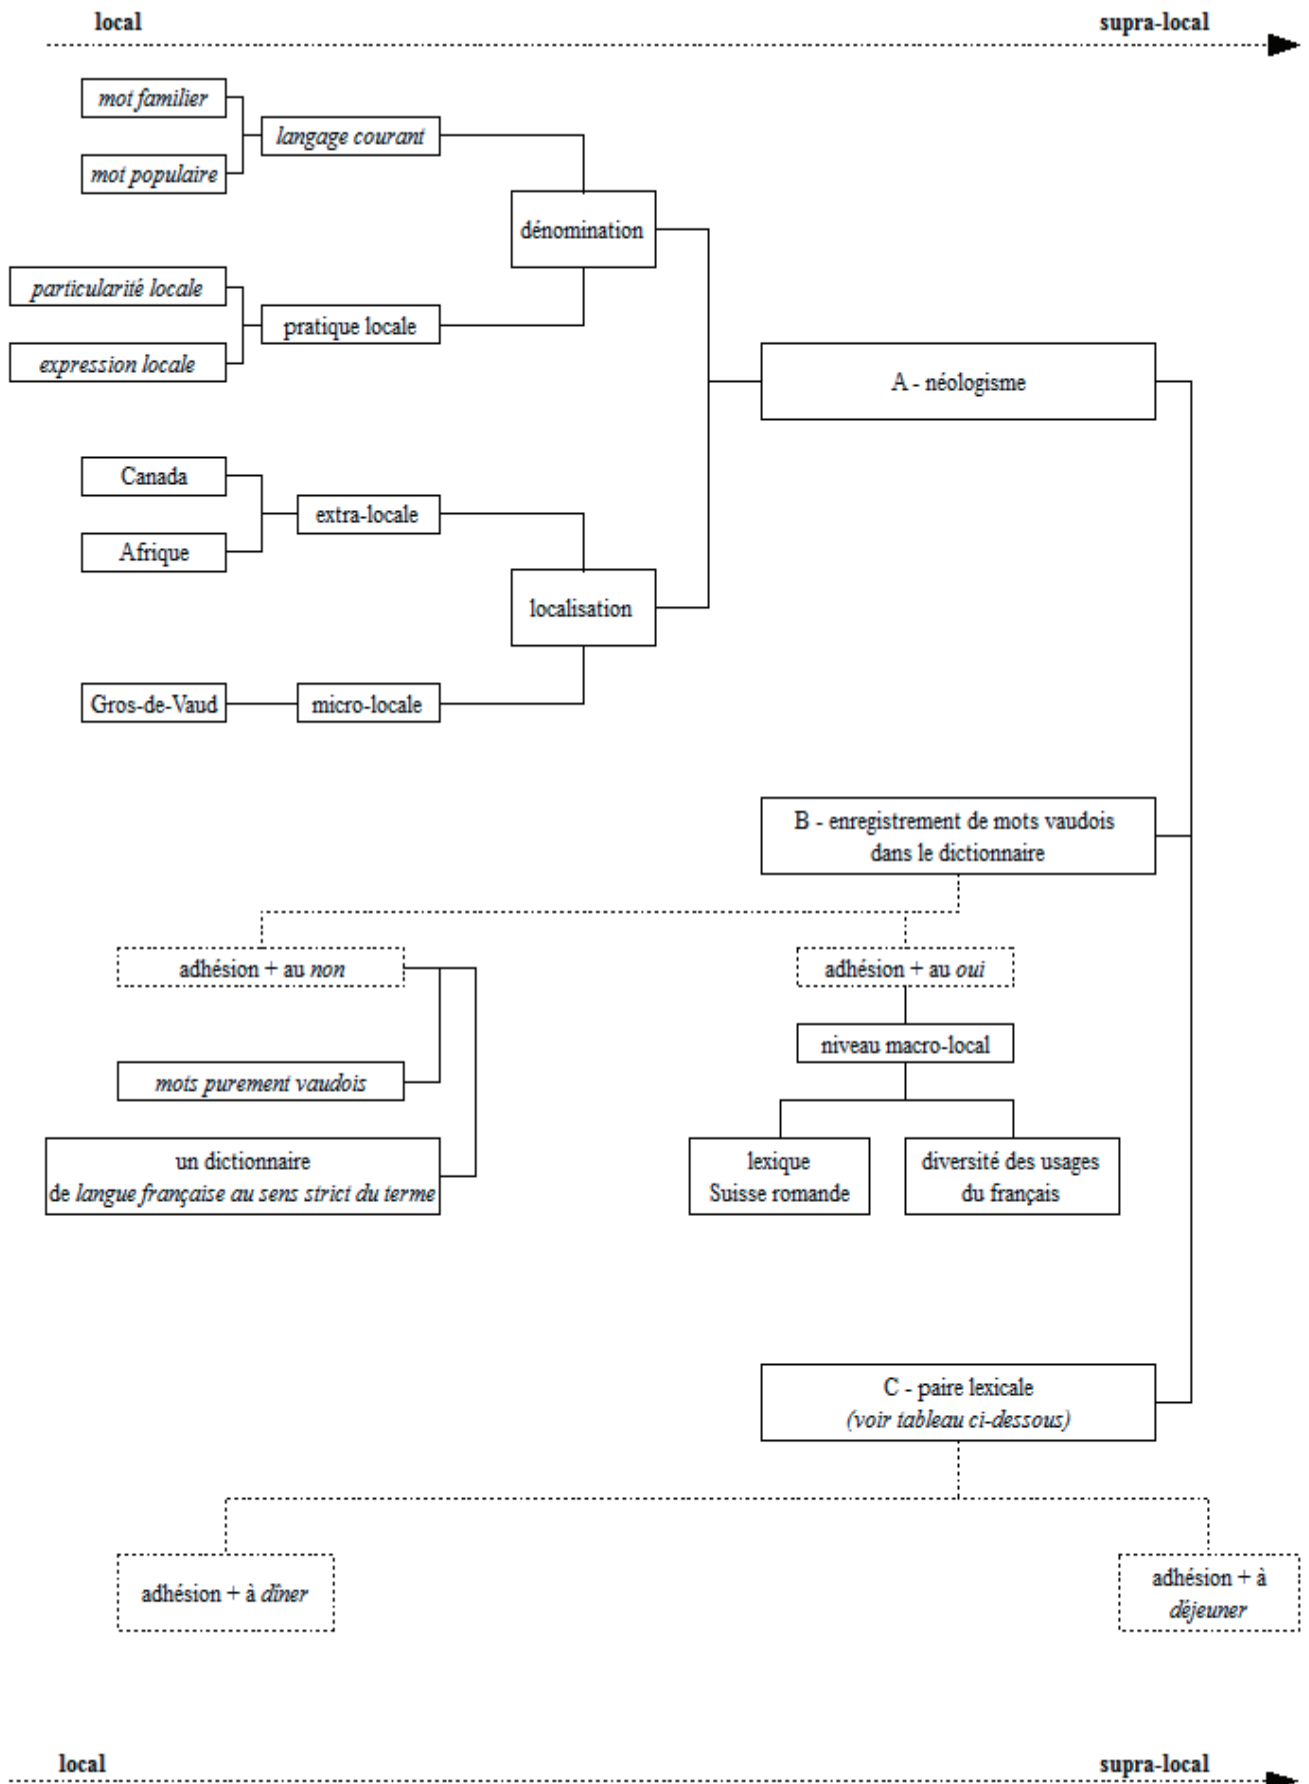 local
supra-local
mot familier
langage courant
mot populaire
dénomination
particularité locale
pratique locale
expression locale
A - néologisme
Canada
extra-locale
Afrique
localisation
Gros-de-Vaud
micro-locale
B - enregistrement de mots vaudois
dans le dictionnaire
adhésion + au non
adhésion + au oui
niveau macro-local
mots purement vaudois
un dictionnaire
de langue française au sens strict du terme
lexique
Suisse romande
diversité des usages
du français
C - paire lexicale
(voir tableau ci-dessous)
adhésion + à dîner
adhésion + à
déjeuner
local
supra-local